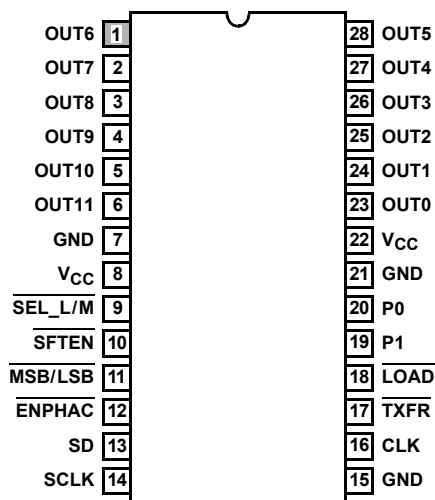 OUT6 1 28 OUT5
OUT7 2 27 OUT4
OUT8 3 26 OUT3
OUT9 4 25 OUT2
OUT10 5 24 OUT1
OUT11 6 23 OUT0
GND 7 22 VCC
VCC 8 21 GND
SEL_L/M 9 20 P0
SFTEN 10 19 P1
MSB/LSB 11 18 LOAD
ENPHAC 12 17 TXFR
SD 13 16 CLK
SCLK 14 15 GND